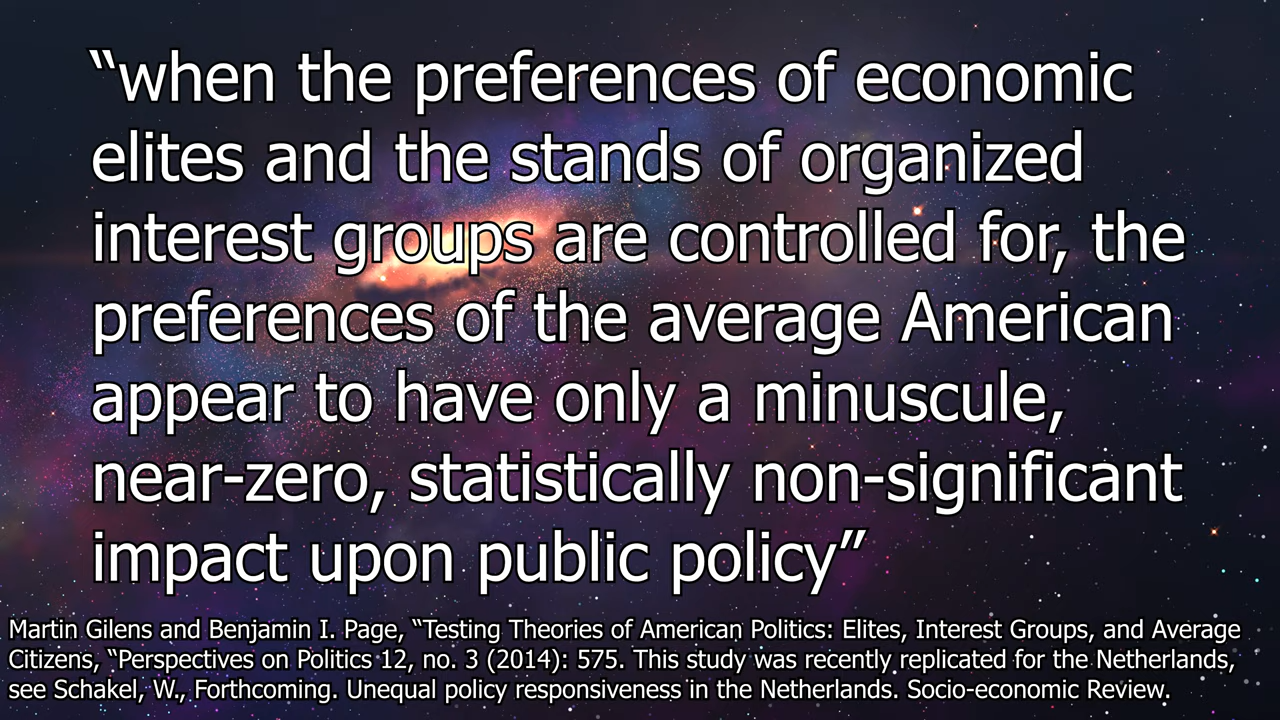 “when the preferences of economic
elites and the stands of organized
interest groups are controlled for, the
preferences of the average American
appear to have only a minuscule,
near-zero, statistically non-significant
impact upon public policy”
Martin Gilens and Benjamin I. Page, “Testing Theories of American Politics: Elites, Interest Groups, and Average
Citizens, “Perspectives on Politics 12, no. 3 (2014): 575. This study was recently replicated for the Netherlands,
see Schakel, W., Forthcoming. Unequal policy responsiveness in the Netherlands. Socio-economic Review.